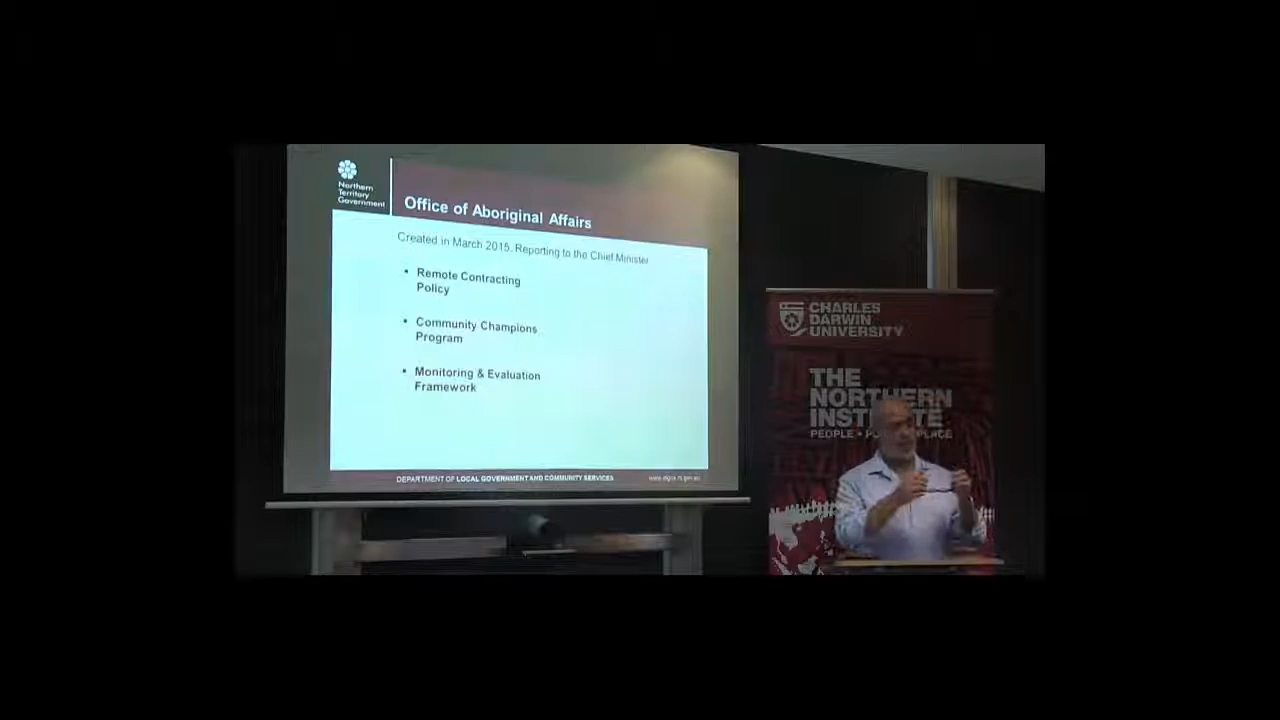 Northern
Territory
Government
Office of Aboriginal Affairs
Created in March 2015. Reporting to the Chief Minister
• Remote Contracting
Policy
• Community Champions
Program
• Monitoring & Evaluation
Framework
DEPARTMENT OF LOCAL GOVERNMENT AND COMMUNITY SERVICES
CHARLES
DARWIN
UNIVERSITY
THE
NORTHERN
PEOPLE •
PLACE